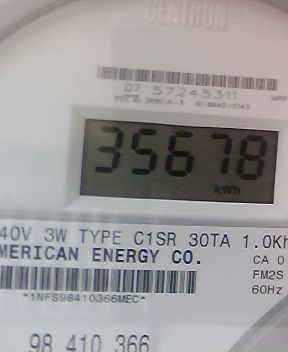 CENTRON®
07 57245311
35678
kWh
40V 3W TYPE C1SR 30TA 1.0Kh
MERICAN ENERGY CO.
CA 0
FM2S
60Hz
*1NFS98410366MEC*
98 410 366